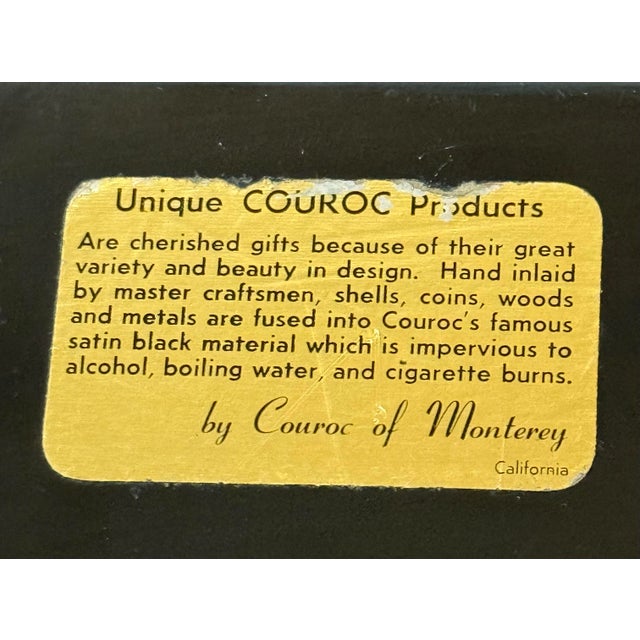 Unique COUROC Products
Are cherished gifts because of their great
variety and beauty in design. Hand inlaid
by master craftsmen, shells, coins, woods
and metals are fused into Couroc's famous
satin black material which is impervious to
alcohol, boiling water, and cigarette burns.
by Couroc of Monterey
California